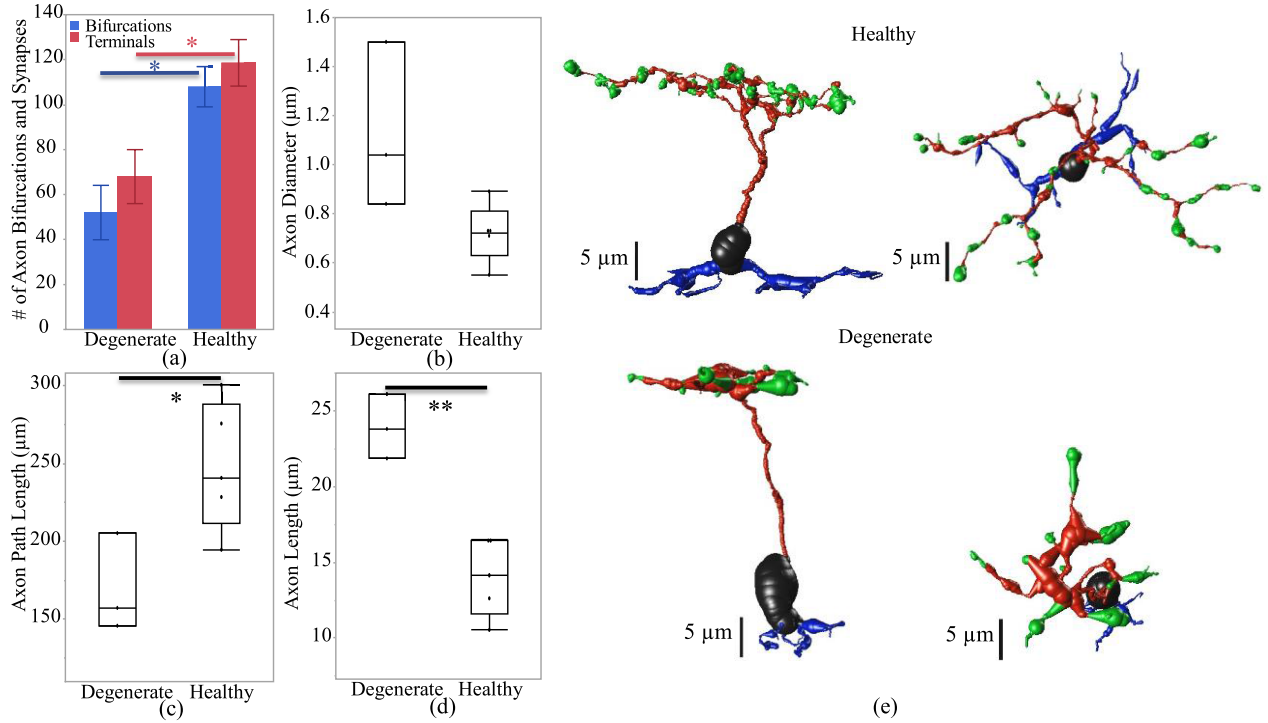 # of Axon Bifurcations and Synapses
140
120
100
80
60
40
20
0
Bifurcations
Terminals
*
*
Degenerate Healthy
(a)
Axon Diameter (μm)
1.6
1.4
1.2
1.0
0.8
0.6
0.4
Degenerate Healthy
(b)
Axon Path Length (μm)
300
250
200
150
*
Degenerate Healthy
(c)
Axon Length (μm)
25
20
15
10
**
Degenerate Healthy
(d)
Healthy
5 μm
5 μm
Degenerate
5 μm
5 μm
(e)